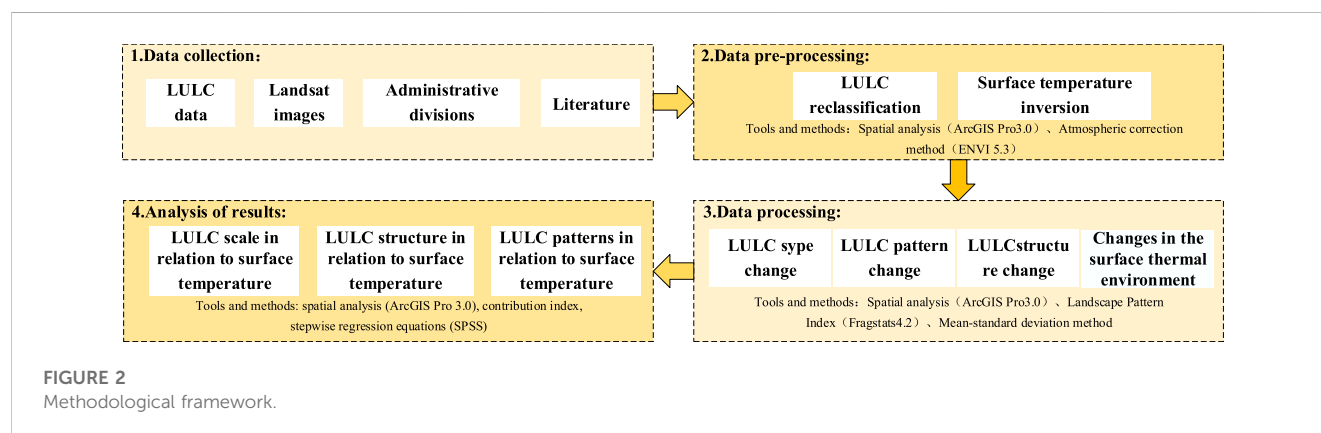 1.Data collection：
LULC
data
Landsat
images
Administrative
divisions
Literature
2.Data pre-processing:
LULC
reclassification
Surface temperature
inversion
Tools and methods：Spatial analysis（ArcGIS Pro3.0）、Atmospheric correction
method（ENVI 5.3）
3.Data processing:
LULC sype
change
LULC pattern
change
LULCstructu
re change
Changes in the
surface thermal
environment
Tools and methods：Spatial analysis（ArcGIS Pro3.0）、Landscape Pattern
Index（Fragstats4.2）、Mean-standard deviation method
4.Analysis of results:
LULC scale in
relation to surface
temperature
LULC structure in
relation to surface
temperature
LULC patterns in
relation to surface
temperature
Tools and methods: spatial analysis (ArcGIS Pro 3.0), contribution index,
stepwise regression equations (SPSS)
FIGURE 2
Methodological framework.